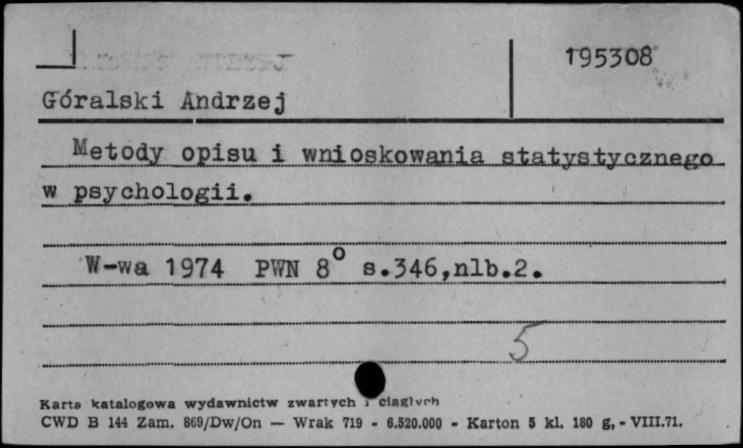 195308
Góralski Andrzej
Metody opisu i wnioskowania statystycznego
w psychologii.
W-wa 1974 PWN 8° s.346,nlb.2.
5
Karta katalogowa wydawnictw zwartych i ciągłych
CWD B 144 Zam. 869/Dw/On — Wrak 719 - 6.520.000 - Karton 5 kl. 180 g, - VIII.71.